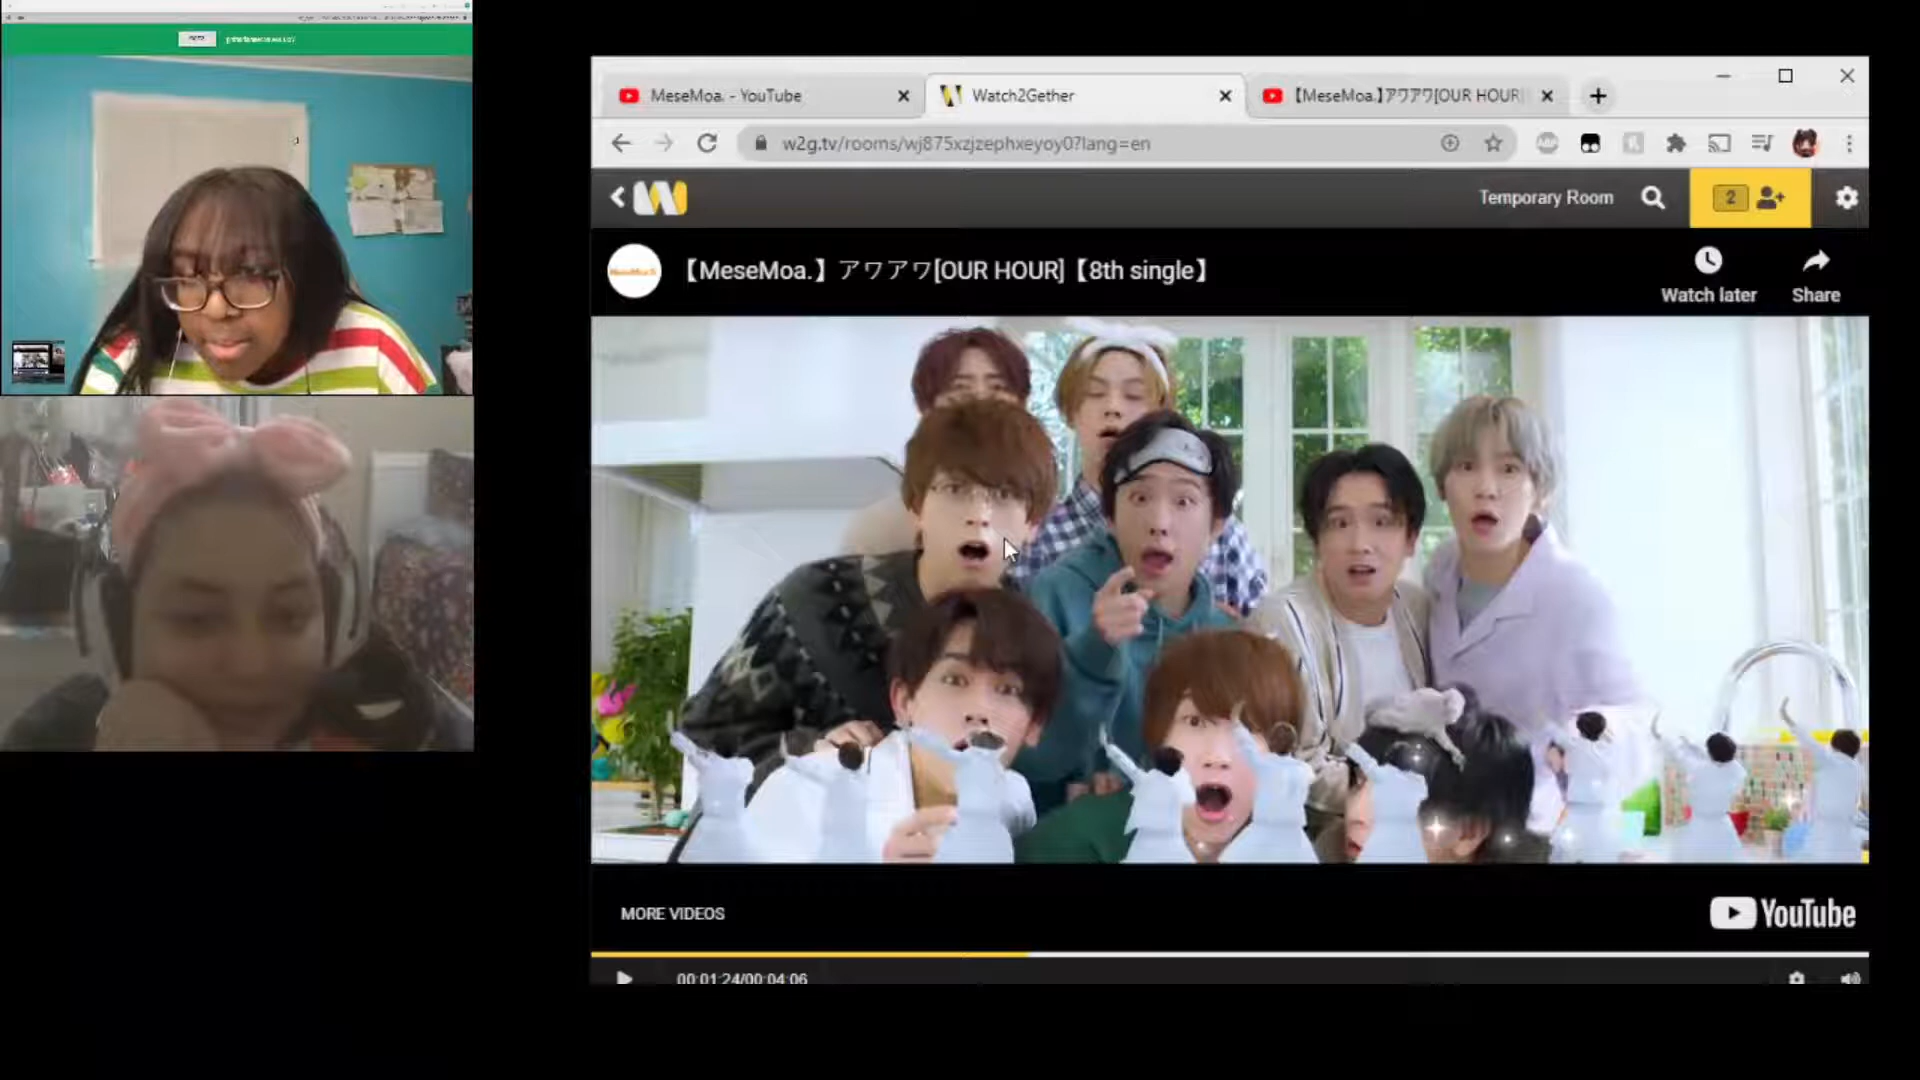 MeseMoa. - YouTube
Watch2Gether
【MeseMoa.】アワアワ[OUR HOUR]
w2g.tv/rooms/wj875xzjzephxeyoy0?lang=en
Temporary Room
2
【MeseMoa.】アワアワ[OUR HOUR]【8th single】
Watch later
Share
MORE VIDEOS
YouTube
00:01:24/00:04:06